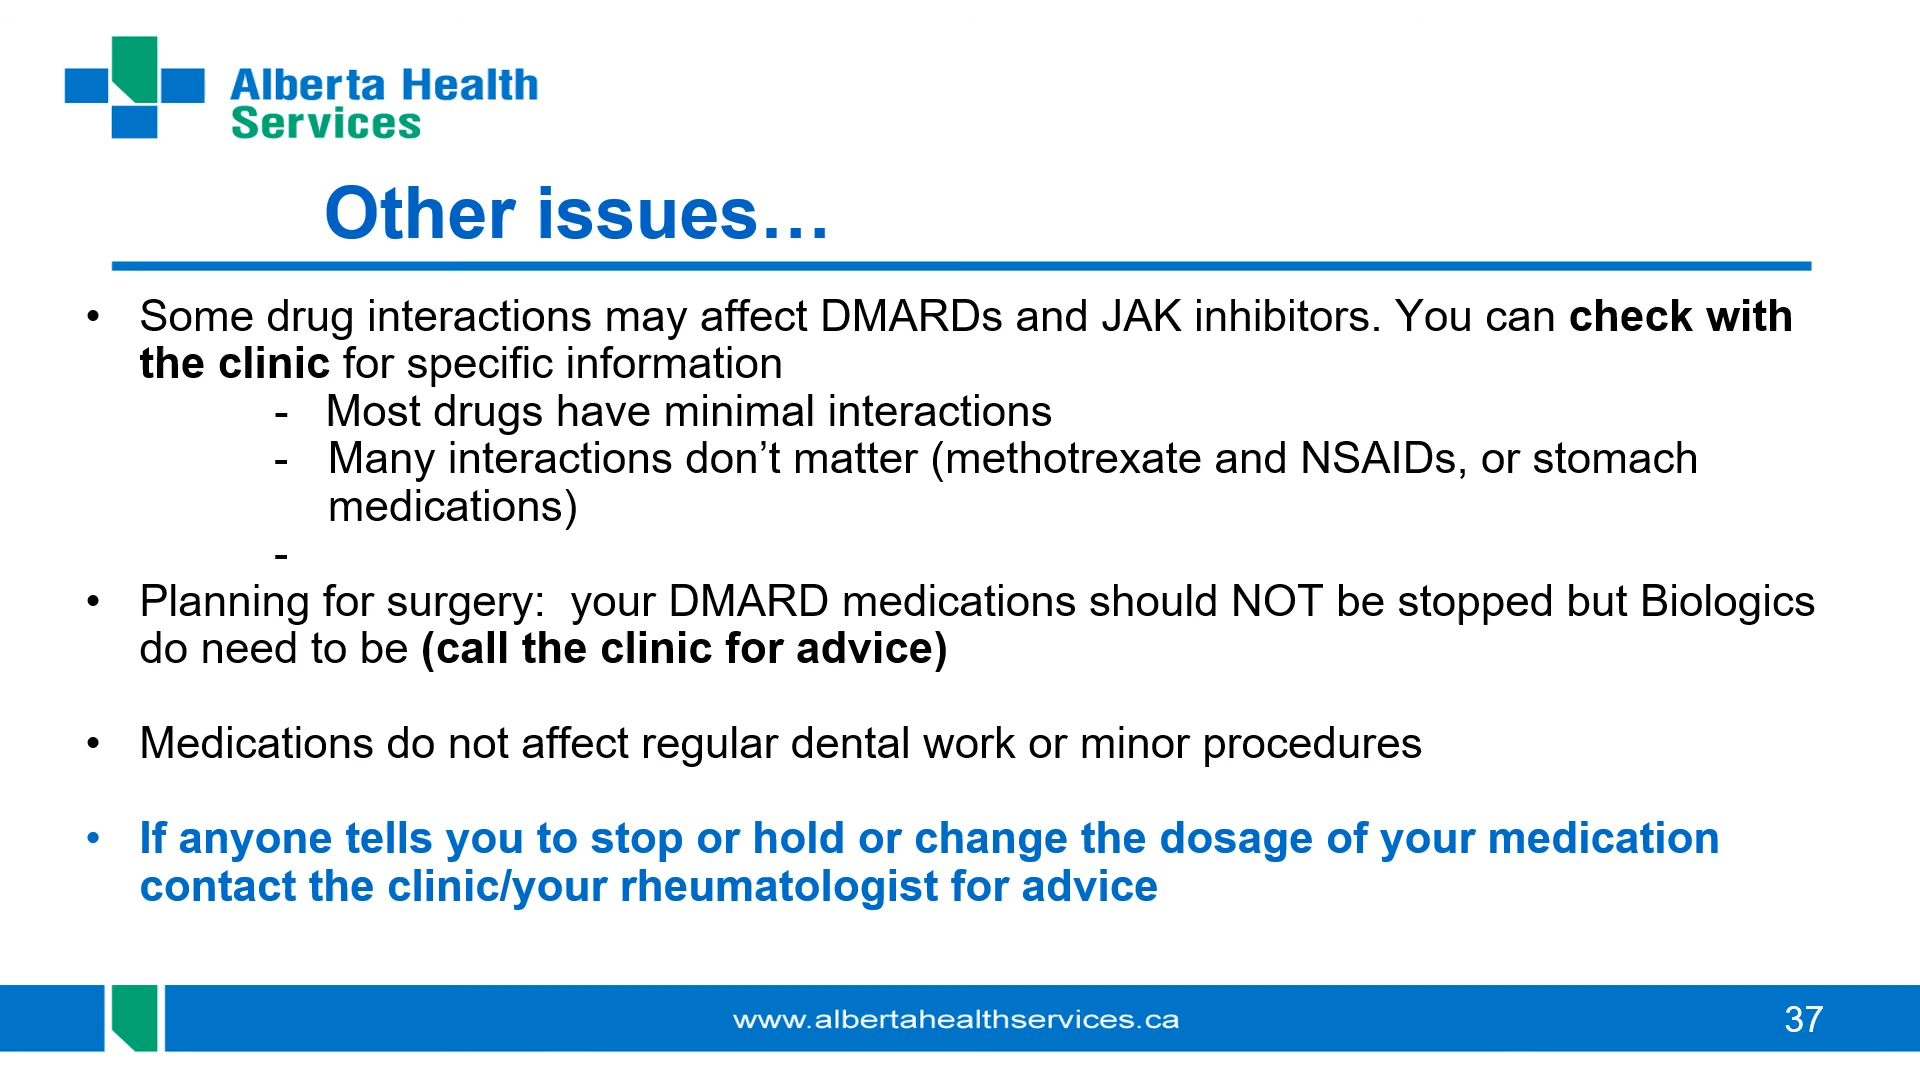 Alberta Health
Services
Other issues…
• Some drug interactions may affect DMARDs and JAK inhibitors. You can check with
the clinic for specific information
- Most drugs have minimal interactions
- Many interactions don’t matter (methotrexate and NSAIDs, or stomach
medications)
-
• Planning for surgery:  your DMARD medications should NOT be stopped but Biologics
do need to be (call the clinic for advice)
• Medications do not affect regular dental work or minor procedures
• If anyone tells you to stop or hold or change the dosage of your medication
contact the clinic/your rheumatologist for advice
www.albertahealthservices.ca
37